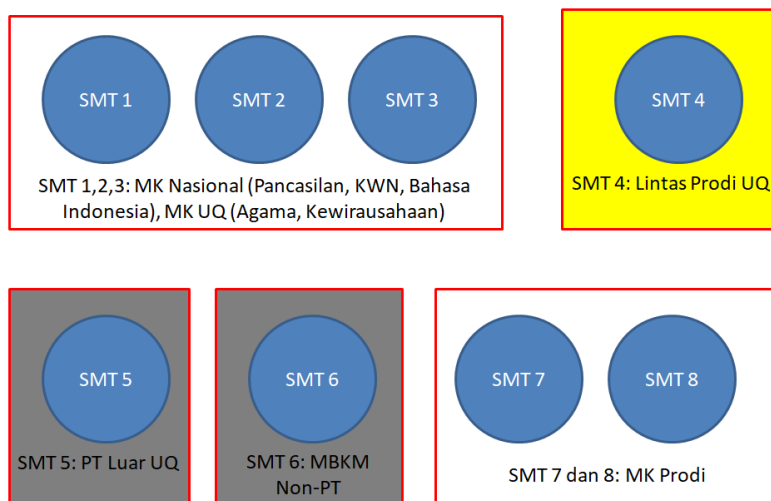 SMT 1
SMT 2
SMT 3
SMT 1,2,3: MK Nasional (Pancasilan, KWN, Bahasa
Indonesia), MK UQ (Agama, Kewirausahaan)
SMT 4
SMT 4: Lintas Prodi UQ
SMT 5
SMT 5: PT Luar UQ
SMT 6
SMT 6: MBKM
Non-PT
SMT 7
SMT 8
SMT 7 dan 8: MK Prodi